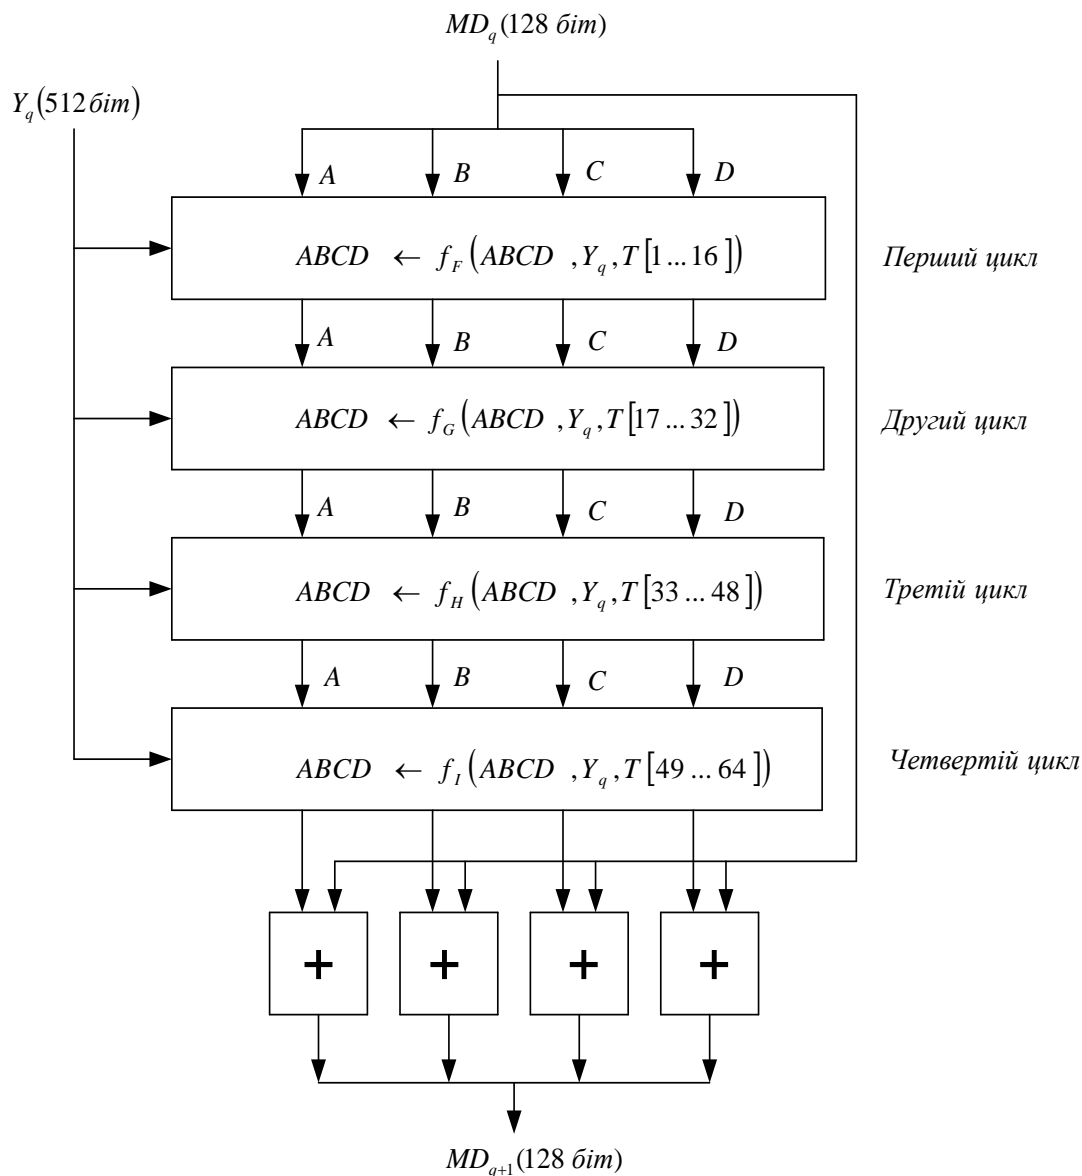 MD_q (128 біт)
Y_q (512 біт)
A B C D
ABCD ← f_F (ABCD , Y_q , T [1 ... 16 ])
Перший цикл
A B C D
ABCD ← f_G (ABCD , Y_q , T [17 ... 32 ])
Другий цикл
A B C D
ABCD ← f_H (ABCD , Y_q , T [33 ... 48 ])
Третій цикл
A B C D
ABCD ← f_I (ABCD , Y_q , T [49 ... 64 ])
Четвертій цикл
+ + + +
MD_{q+1} (128 біт)